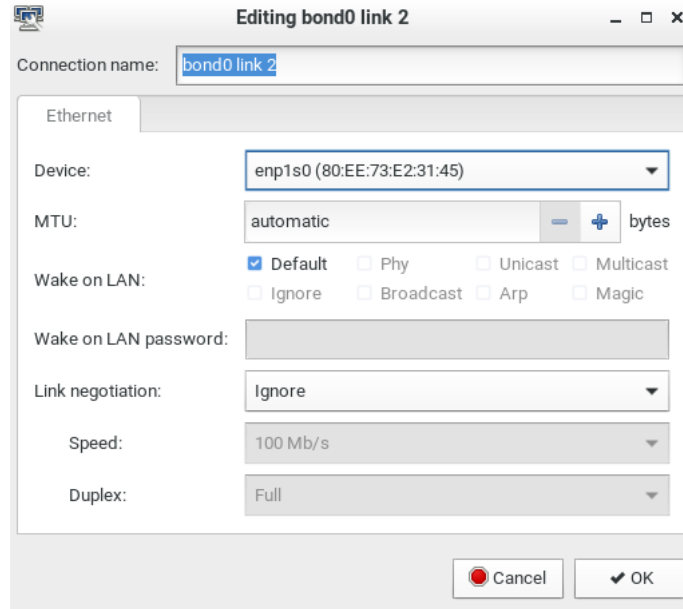 Editing bond0 link 2
Connection name: bond0 link 2
Ethernet
Device: enp1s0 (80:EE:73:E2:31:45)
MTU: automatic bytes
Wake on LAN: Default Phy Unicast Multicast
Ignore Broadcast Arp Magic
Wake on LAN password:
Link negotiation: Ignore
Speed: 100 Mb/s
Duplex: Full
Cancel OK